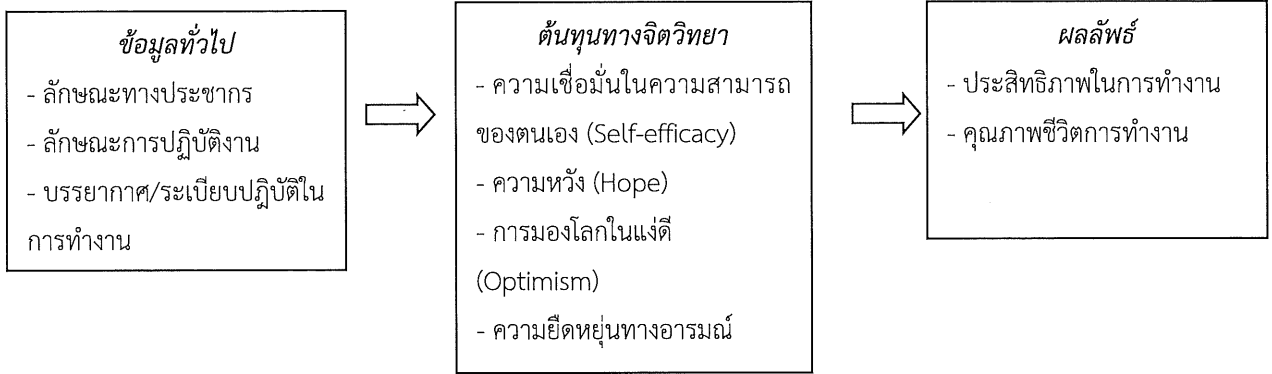 ข้อมูลทั่วไป
- ลักษณะทางประชากร
- ลักษณะการปฏิบัติงาน
- บรรยากาศ/ระเบียบปฏิบัติใน
การทำงาน
ต้นทุนทางจิตวิทยา
- ความเชื่อมั่นในความสามารถ
ของตนเอง (Self-efficacy)
- ความหวัง (Hope)
- การมองโลกในแง่ดี
(Optimism)
- ความยืดหยุ่นทางอารมณ์
ผลลัพธ์
- ประสิทธิภาพในการทำงาน
- คุณภาพชีวิตการทำงาน